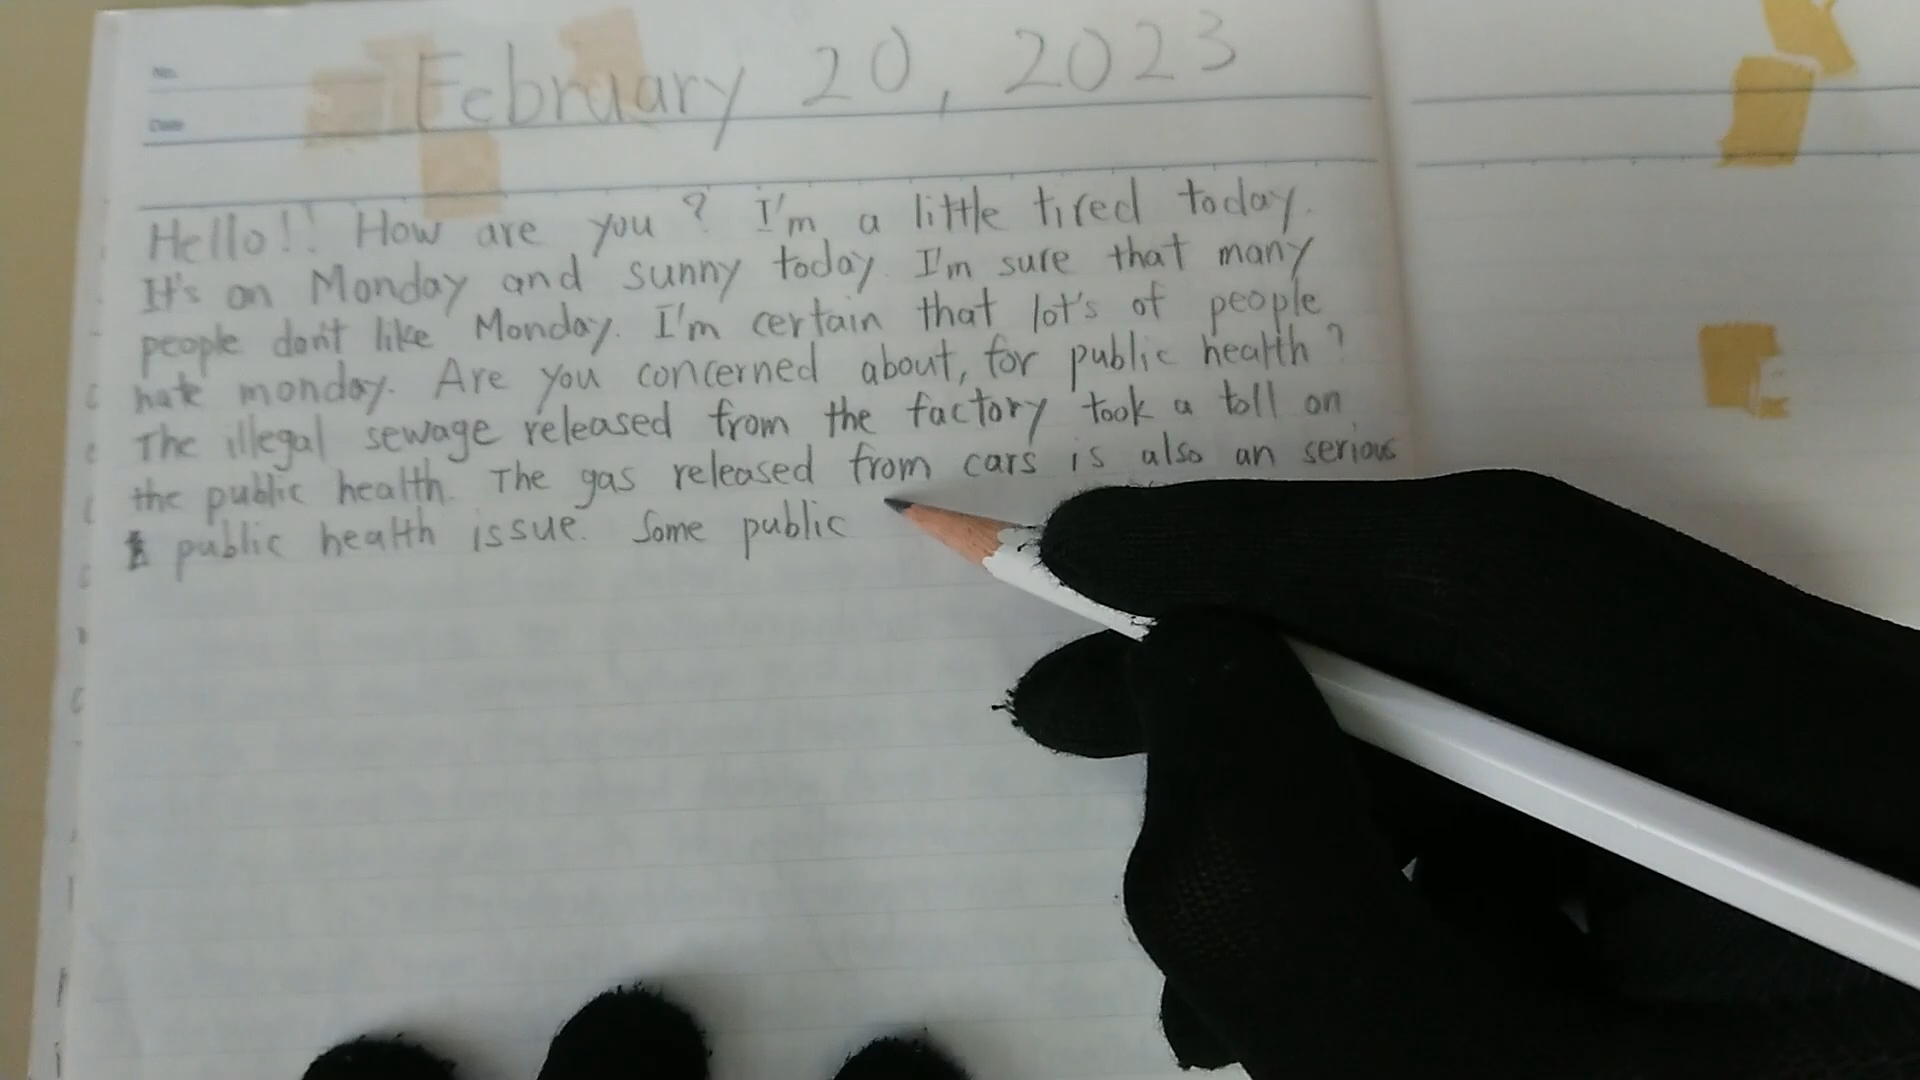 No.
Date
February 20, 2023
Hello!! How are you? I'm a little tired today.
It's on Monday and sunny today. I'm sure that many
people don't like Monday. I'm certain that lot's of people
hate monday. Are you concerned about, for public health?
The illegal sewage released from the factory took a toll on
the public health. The gas released from cars is also an serious
public health issue. Some public